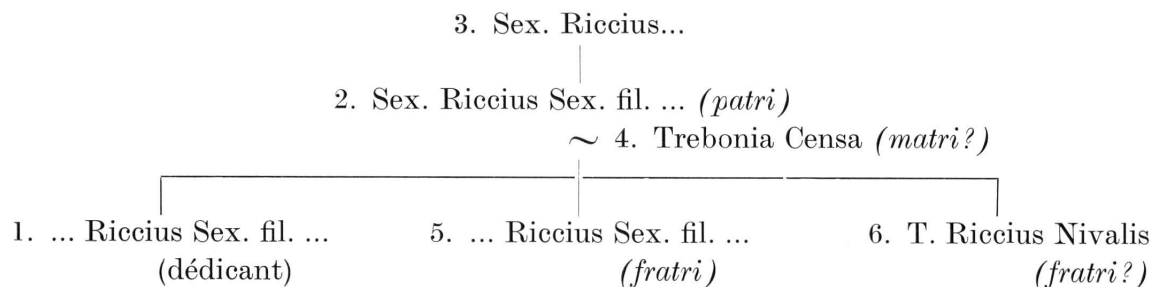 3. Sex. Riccius...
2. Sex. Riccius Sex. fil. ... (patri)
~ 4. Trebonia Censa (matri?)
1. ... Riccius Sex. fil. ... 5. ... Riccius Sex. fil. ... 6. T. Riccius Nivalis
(dédicant) (fratri) (fratri?)